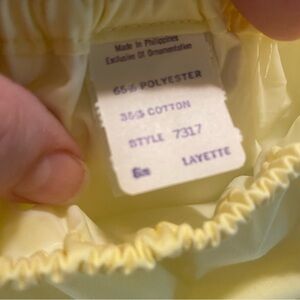 Made In Philippines
Exclusive Of Ornamentation
65% POLYESTER
35% COTTON
STYLE 7317
6m LAYETTE